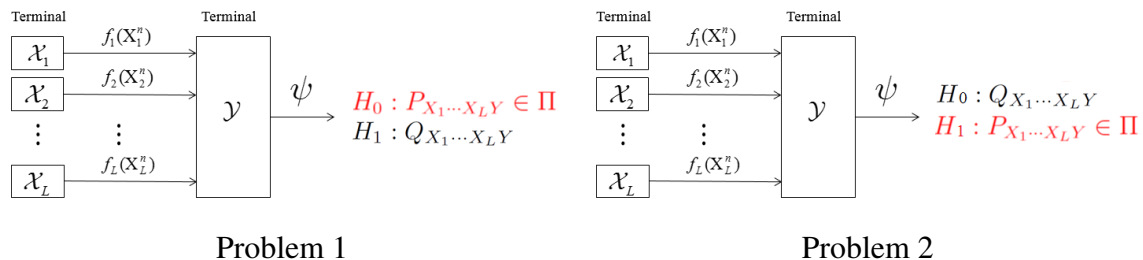 Terminal Terminal
𝒳₁ f₁(X₁ⁿ)
𝒳₂ f₂(X₂ⁿ)
⋮ ⋮
𝒳_L f_L(X_Lⁿ)
𝒴 ψ
H₀ : P_{X₁⋯X_L Y} ∈ Π
H₁ : Q_{X₁⋯X_L Y}
Problem 1
Terminal Terminal
𝒳₁ f₁(X₁ⁿ)
𝒳₂ f₂(X₂ⁿ)
⋮ ⋮
𝒳_L f_L(X_Lⁿ)
𝒴 ψ
H₀ : Q_{X₁⋯X_L Y}
H₁ : P_{X₁⋯X_L Y} ∈ Π
Problem 2